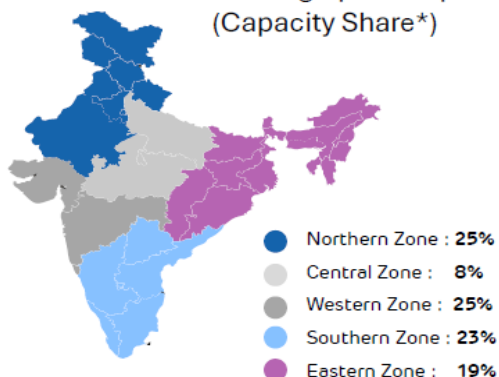 (Capacity Share*)
Northern Zone : 25%
Central Zone : 8%
Western Zone : 25%
Southern Zone : 23%
Eastern Zone : 19%